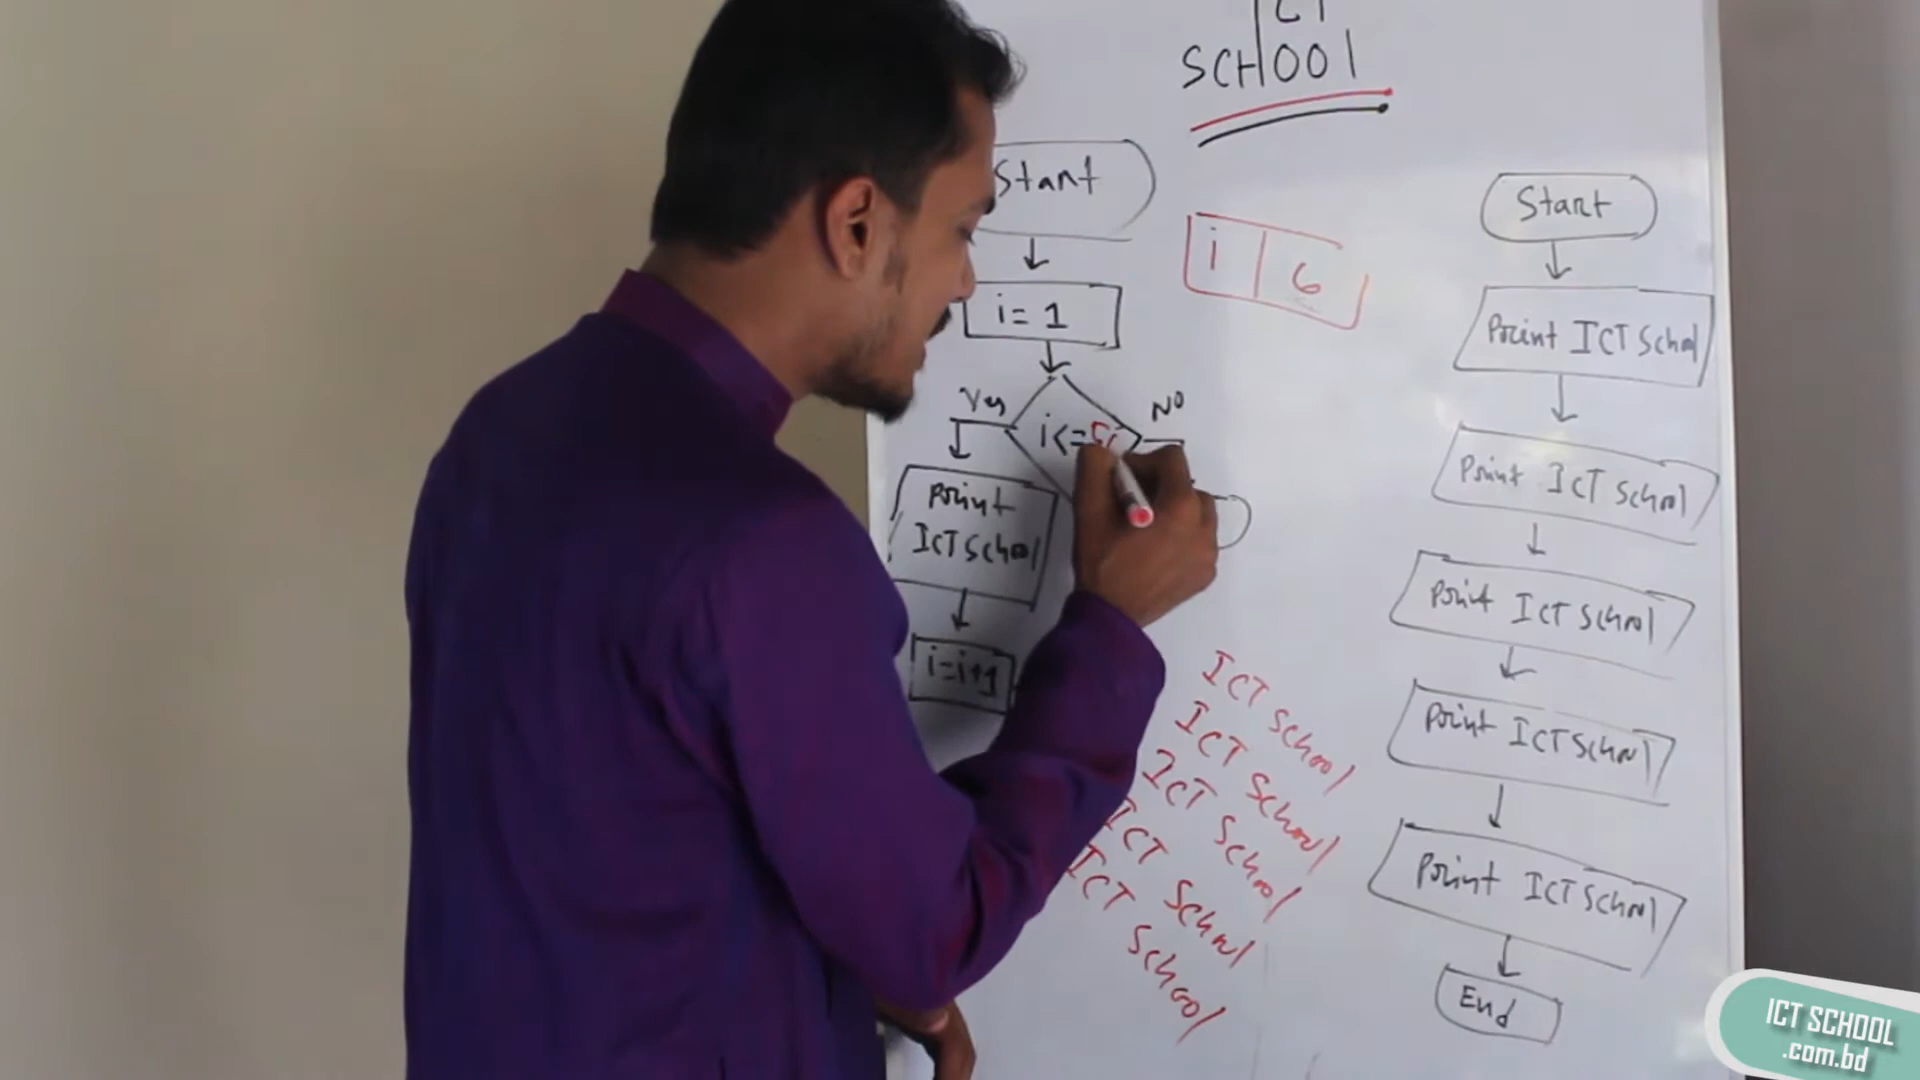 ICT
SCHOOl
Start
i= 1
Yes
NO
i<=
Print
ICT School
i=i+1
i 6
ICT School
ICT School
ICT School
ICT School
ICT School
Start
Print ICT School
Print ICT School
Print ICT School
Print ICT School
Print ICT School
End
ICT SCHOOL
.com.bd